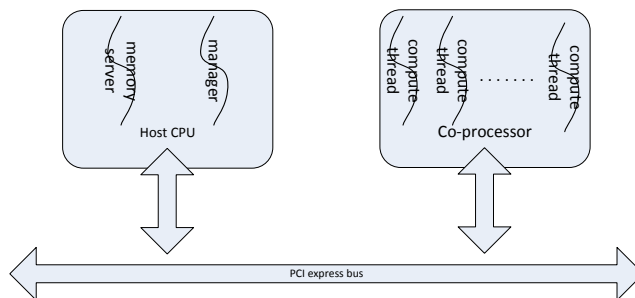 memory
server
manager
Host CPU
compute
thread
compute
thread
. . . . . . .
compute
thread
Co-processor
PCI express bus